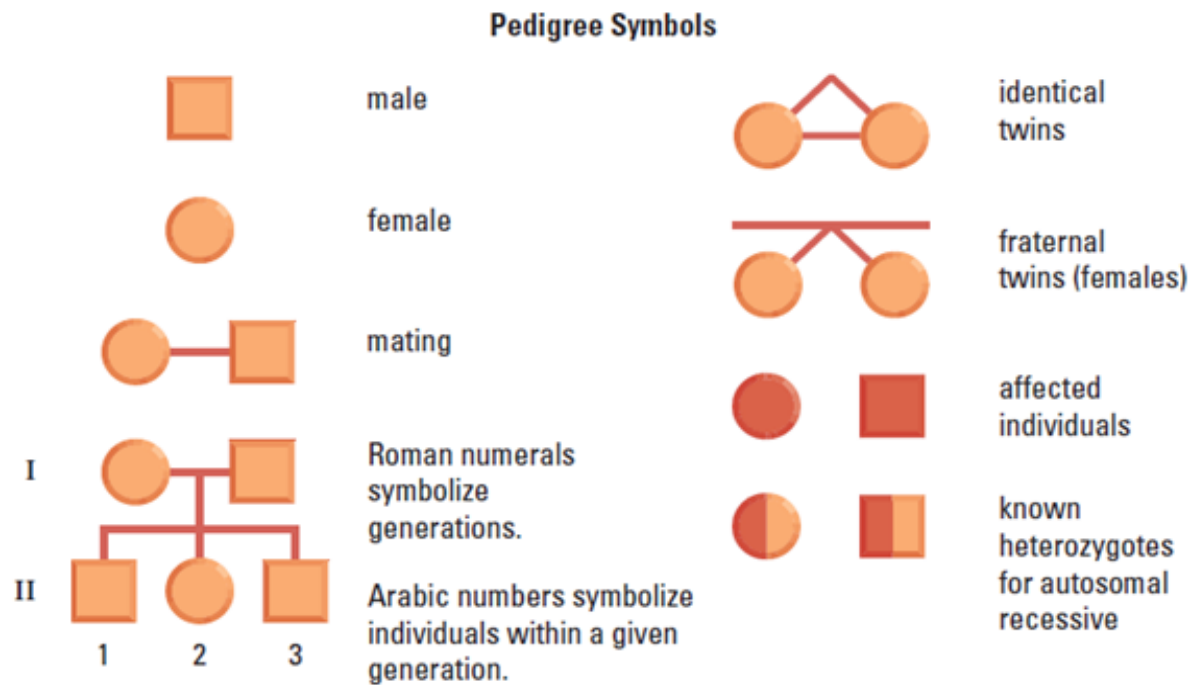 Pedigree Symbols
male
female
mating
I
Roman numerals
symbolize
generations.
II
Arabic numbers symbolize
individuals within a given
generation.
1 2 3
identical
twins
fraternal
twins (females)
affected
individuals
known
heterozygotes
for autosomal
recessive